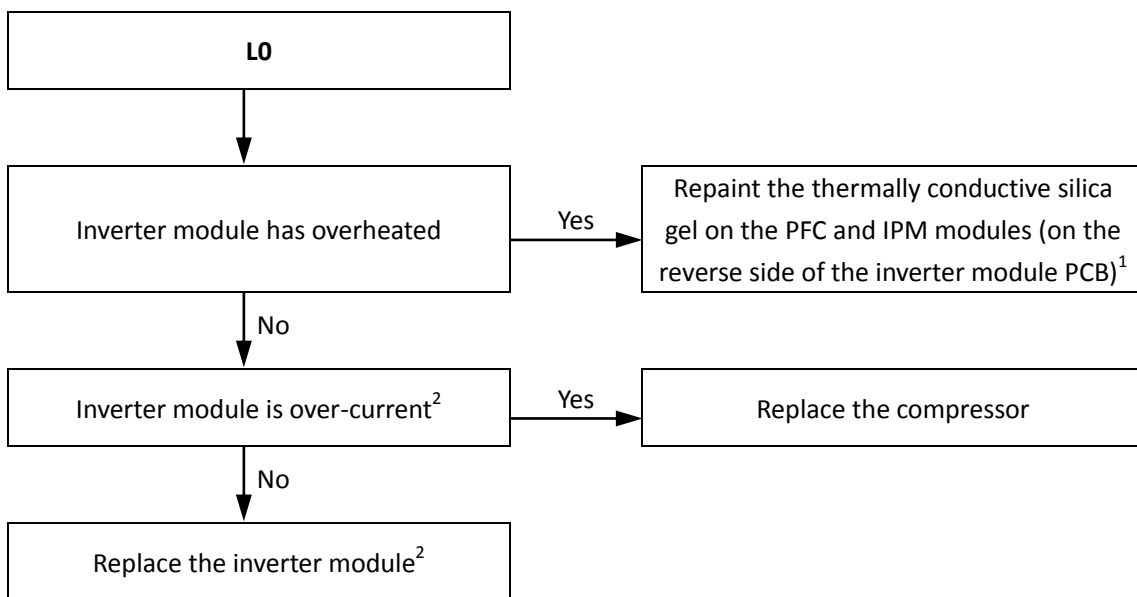 L0
Inverter module has overheated
Yes
Repaint the thermally conductive silica
gel on the PFC and IPM modules (on the
reverse side of the inverter module PCB)¹
No
Inverter module is over-current²
Yes
Replace the compressor
No
Replace the inverter module²